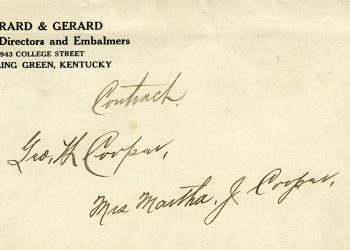 RARD & GERARD
Directors and Embalmers
943 COLLEGE STREET
LING GREEN, KENTUCKY
Contract.
Geo. H Cooper,
Mrs Martha. J Cooper,